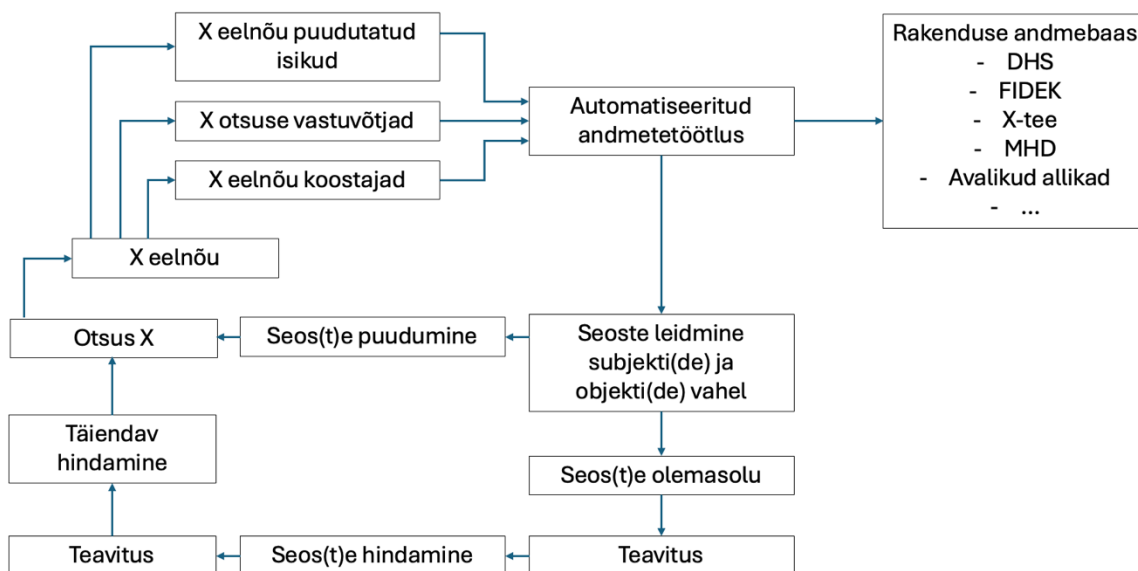 X eelnõu puudutatud
isikud
X otsuse vastuvõtjad
X eelnõu koostajad
X eelnõu
Automatiseeritud
andmetetöötlus
Rakenduse andmebaas
- DHS
- FIDEK
- X-tee
- MHD
- Avalikud allikad
- ...
Otsus X
Seos(t)e puudumine
Seoste leidmine
subjekti(de) ja
objekti(de) vahel
Täiendav
hindamine
Seos(t)e olemasolu
Teavitus
Seos(t)e hindamine
Teavitus